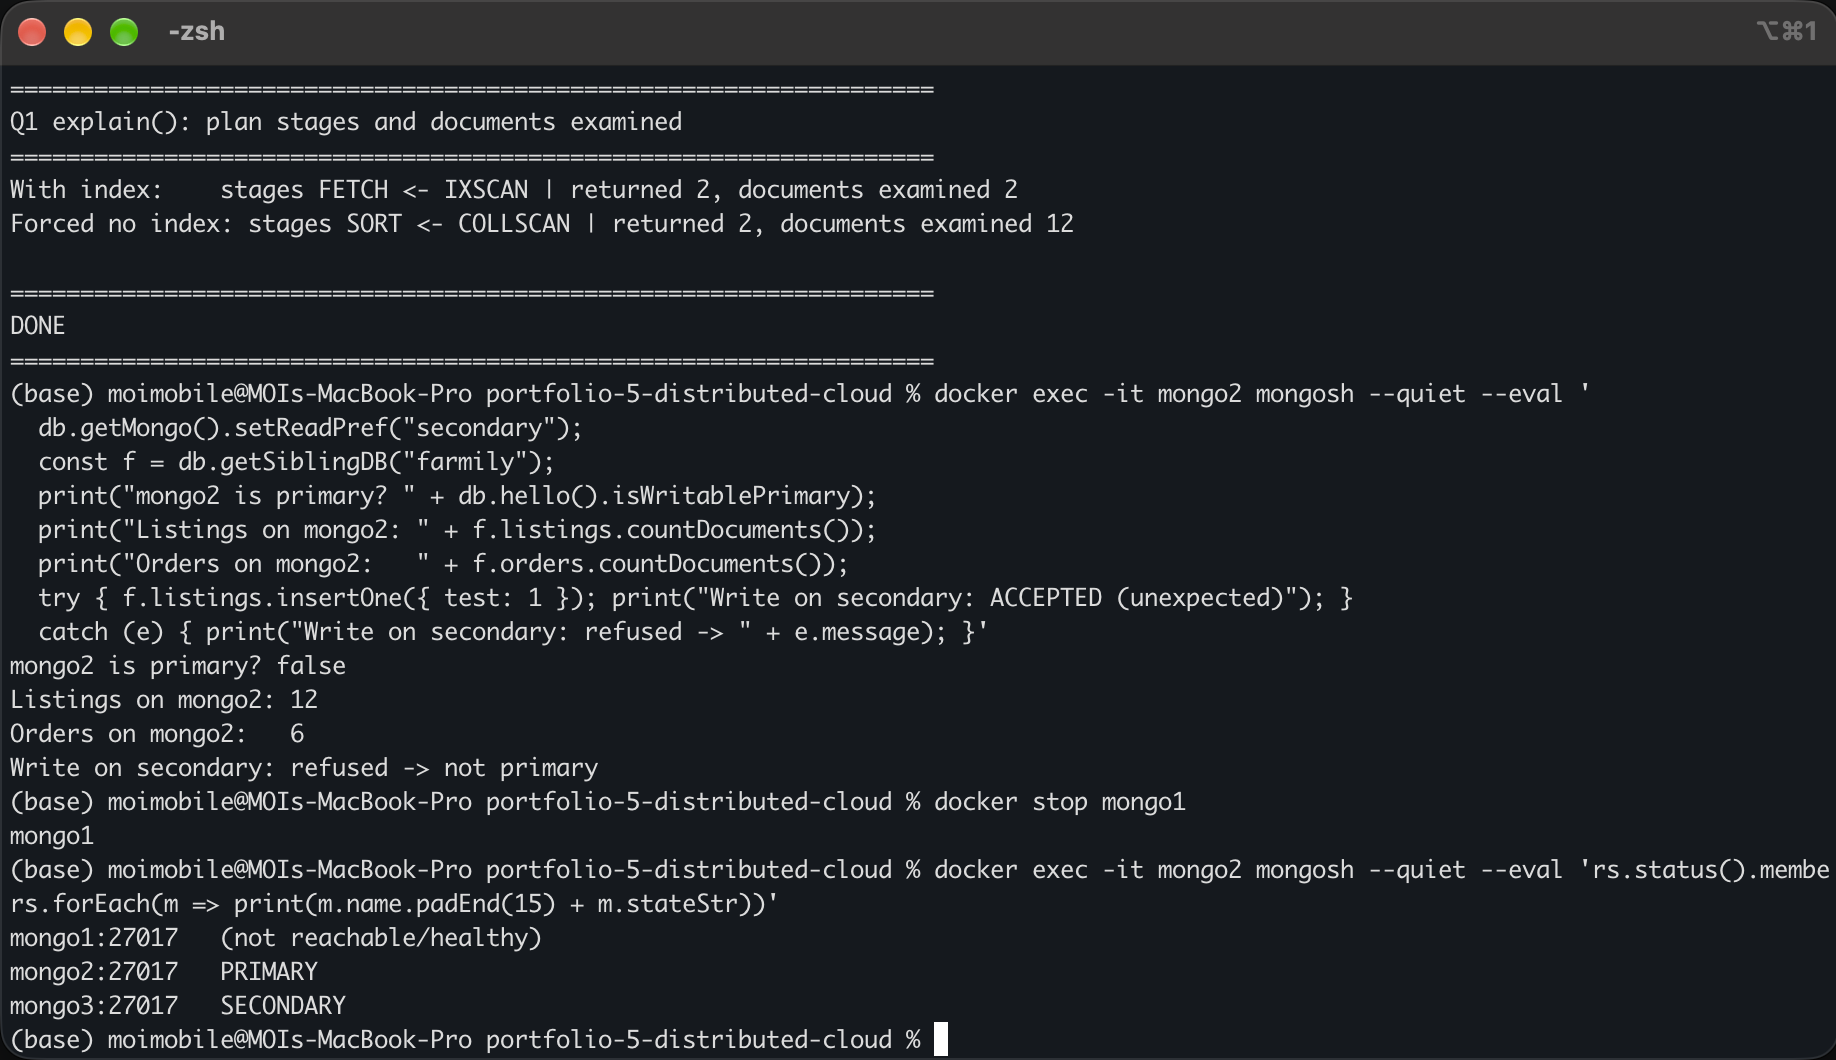 -zsh
⌥⌘1
==================================================================
Q1 explain(): plan stages and documents examined
==================================================================
With index:    stages FETCH <- IXSCAN | returned 2, documents examined 2
Forced no index: stages SORT <- COLLSCAN | returned 2, documents examined 12
==================================================================
DONE
==================================================================
(base) moimobile@MOIs-MacBook-Pro portfolio-5-distributed-cloud % docker exec -it mongo2 mongosh --quiet --eval '
  db.getMongo().setReadPref("secondary");
  const f = db.getSiblingDB("farmily");
  print("mongo2 is primary? " + db.hello().isWritablePrimary);
  print("Listings on mongo2: " + f.listings.countDocuments());
  print("Orders on mongo2:   " + f.orders.countDocuments());
  try { f.listings.insertOne({ test: 1 }); print("Write on secondary: ACCEPTED (unexpected)"); }
  catch (e) { print("Write on secondary: refused -> " + e.message); }'
mongo2 is primary? false
Listings on mongo2: 12
Orders on mongo2:   6
Write on secondary: refused -> not primary
(base) moimobile@MOIs-MacBook-Pro portfolio-5-distributed-cloud % docker stop mongo1
mongo1
(base) moimobile@MOIs-MacBook-Pro portfolio-5-distributed-cloud % docker exec -it mongo2 mongosh --quiet --eval 'rs.status().membe
rs.forEach(m => print(m.name.padEnd(15) + m.stateStr))'
mongo1:27017   (not reachable/healthy)
mongo2:27017   PRIMARY
mongo3:27017   SECONDARY
(base) moimobile@MOIs-MacBook-Pro portfolio-5-distributed-cloud %